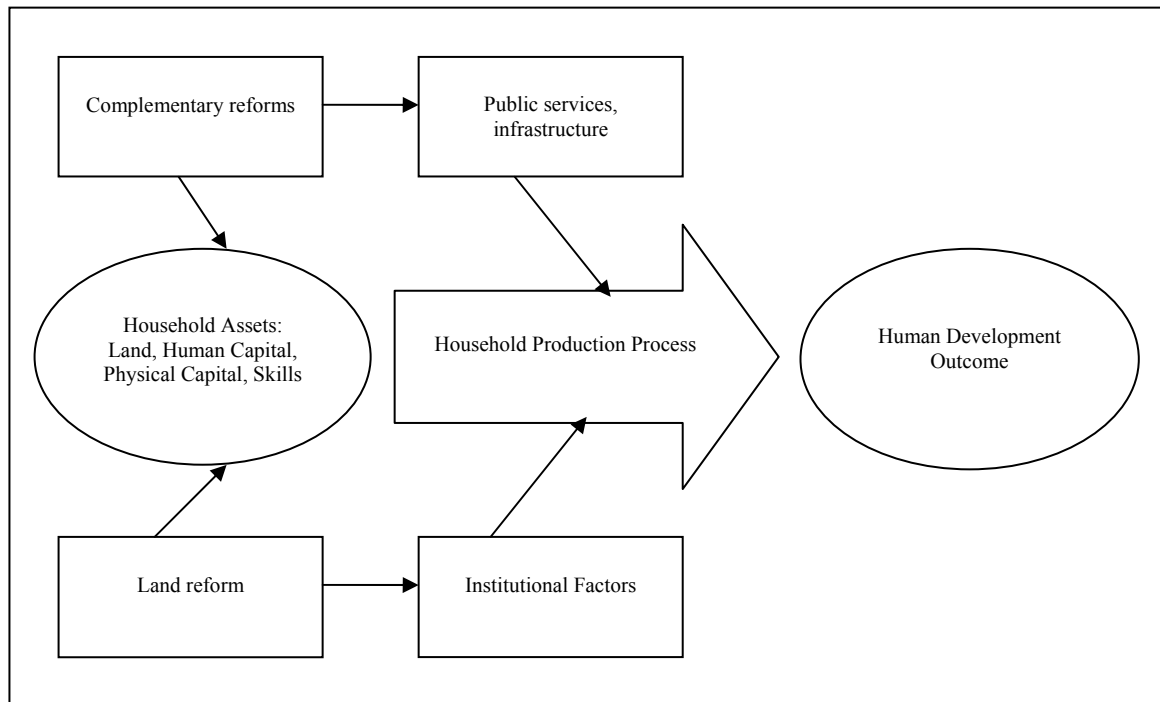 Complementary reforms
Public services,
infrastructure
Household Assets:
Land, Human Capital,
Physical Capital, Skills
Household Production Process
Human Development
Outcome
Land reform
Institutional Factors